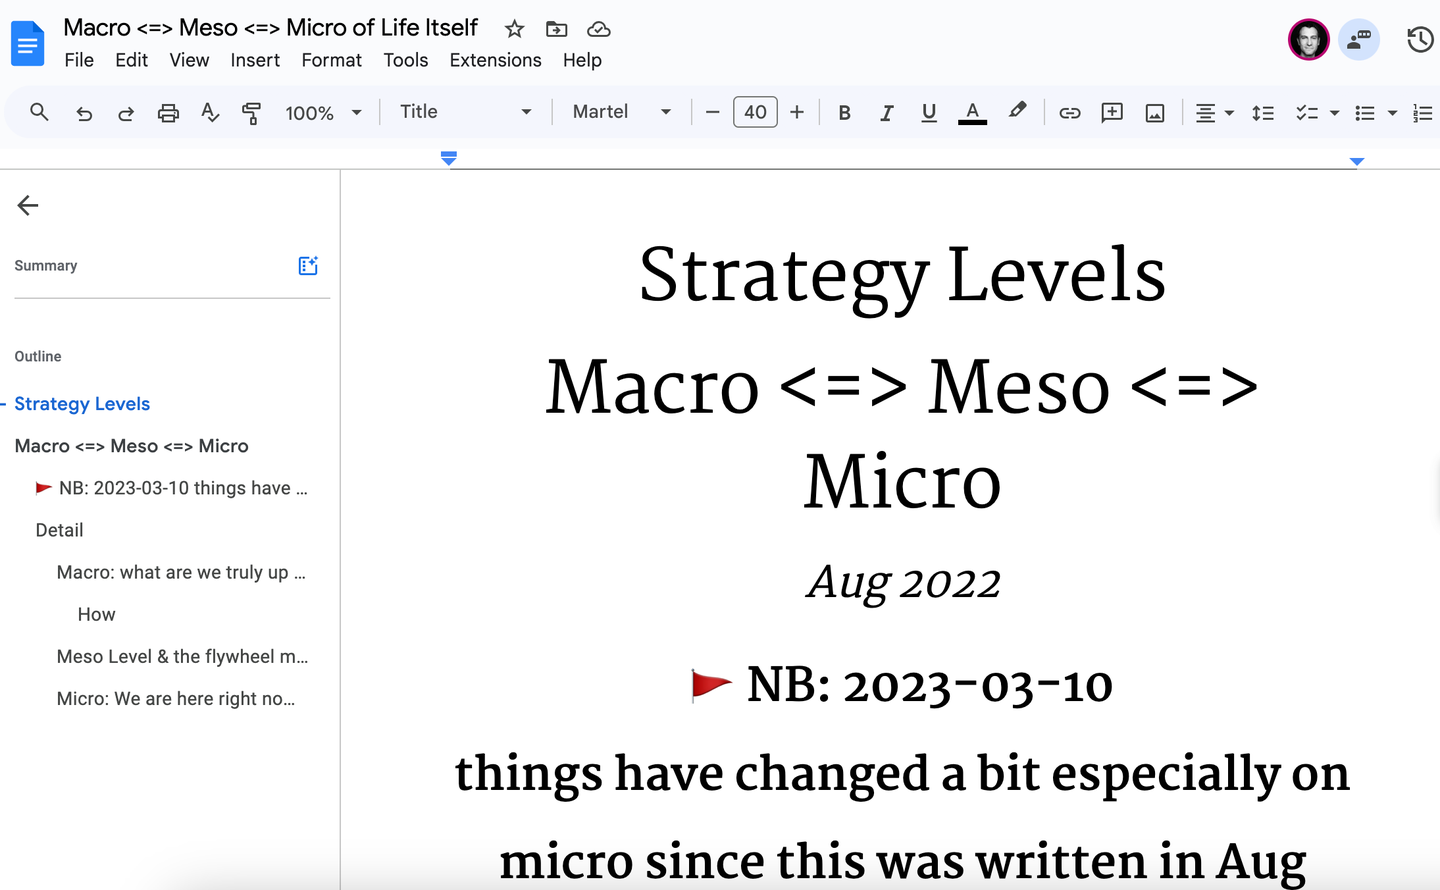 Macro <=> Meso <=> Micro of Life Itself
File Edit View Insert Format Tools Extensions Help
100% Title Martel − 40 + B I U A
Summary
Outline
Strategy Levels
Macro <=> Meso <=> Micro
🚩 NB: 2023-03-10 things have ...
Detail
Macro: what are we truly up ...
How
Meso Level & the flywheel m...
Micro: We are here right no...
Strategy Levels
Macro <=> Meso <=>
Micro
Aug 2022
🚩 NB: 2023-03-10
things have changed a bit especially on
micro since this was written in Aug